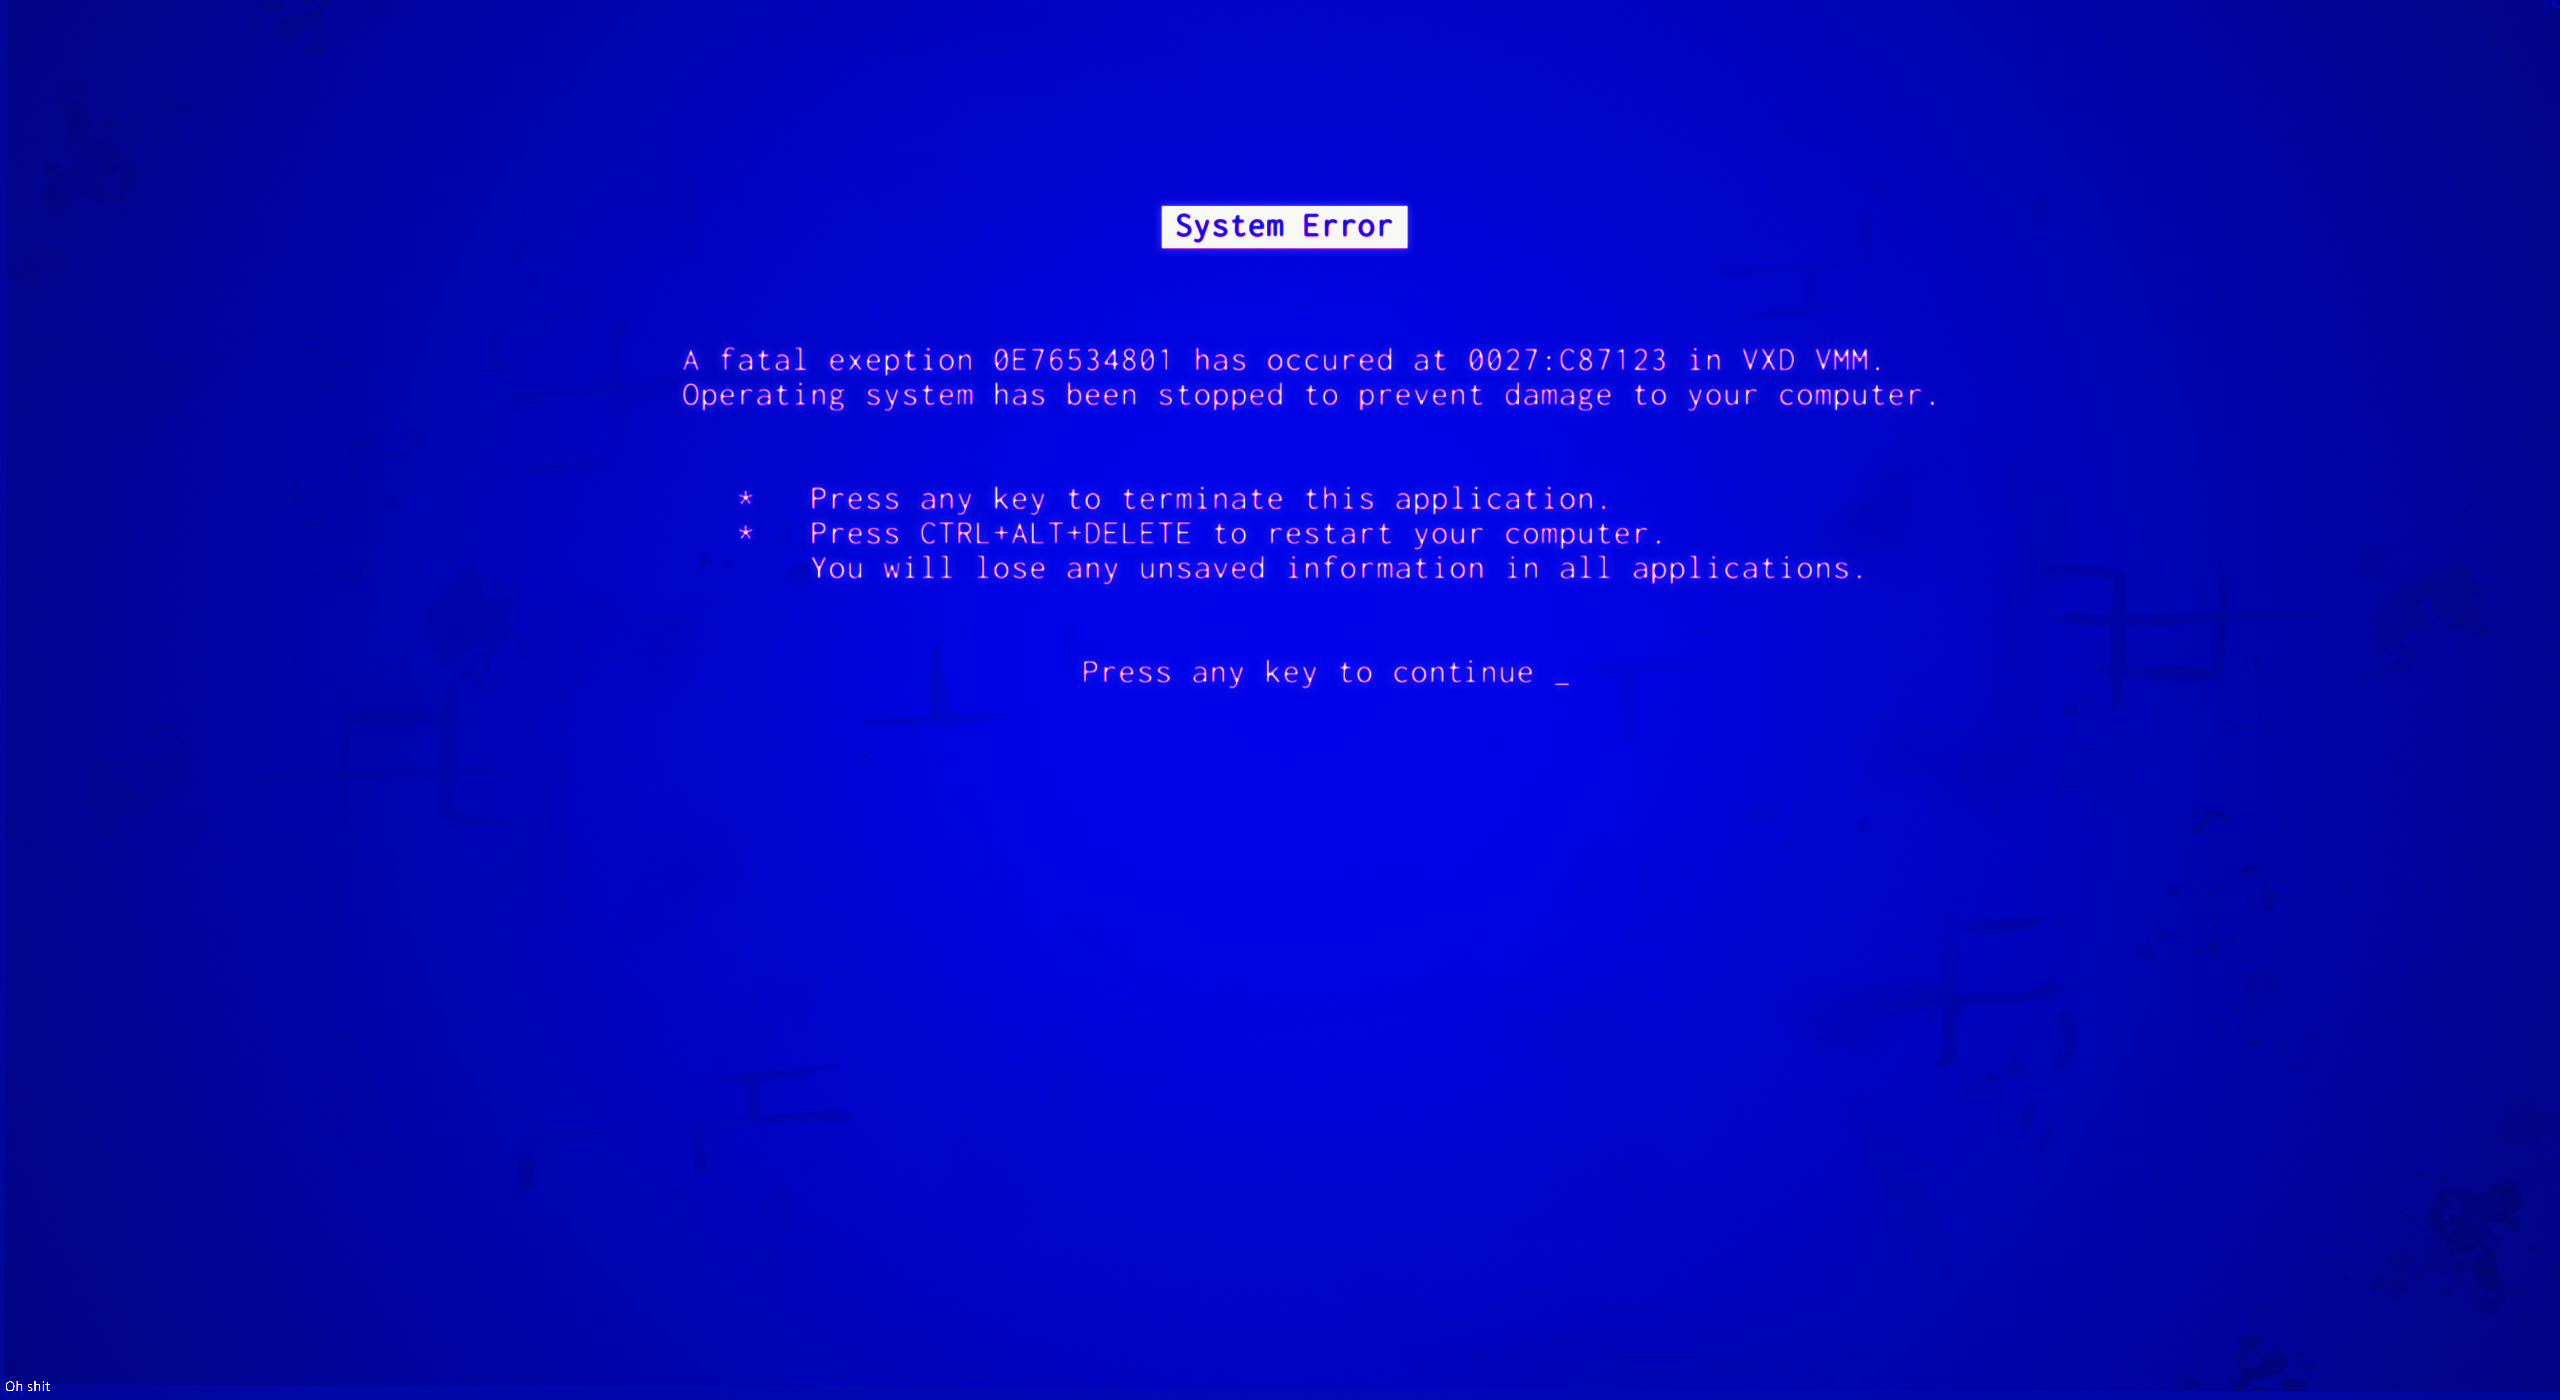 System Error
A fatal exeption 0E76534801 has occured at 0027:C87123 in VXD VMM.
Operating system has been stopped to prevent damage to your computer.
* Press any key to terminate this application.
* Press CTRL+ALT+DELETE to restart your computer.
You will lose any unsaved information in all applications.
Press any key to continue _
Oh shit